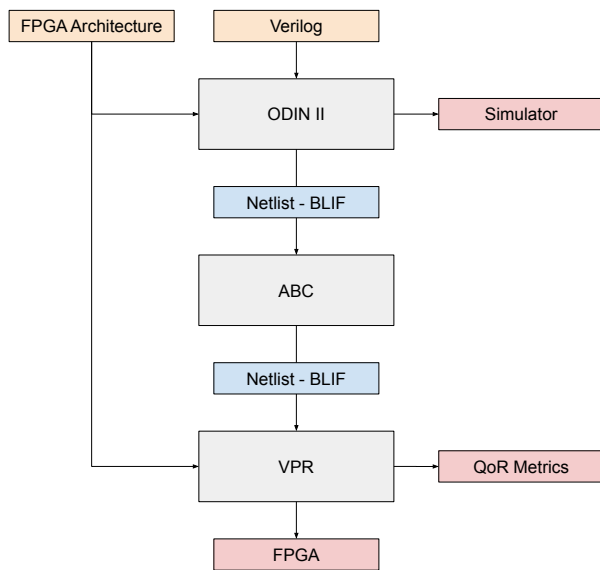 FPGA Architecture
Verilog
ODIN II
Simulator
Netlist - BLIF
ABC
Netlist - BLIF
VPR
QoR Metrics
FPGA